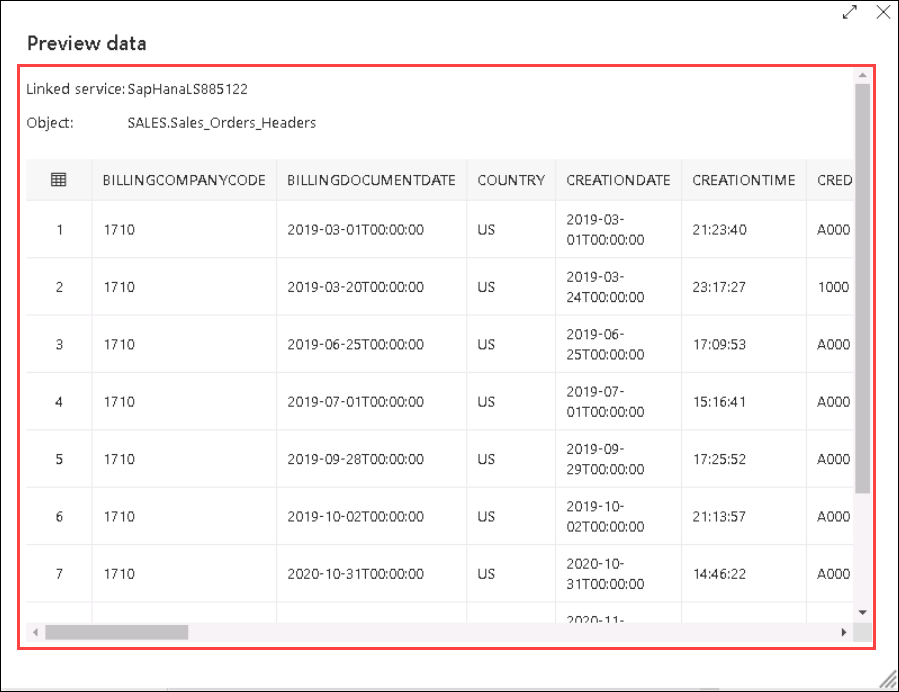 Preview data
Linked service: SapHanaLS885122
Object: SALES.Sales_Orders_Headers
BILLINGCOMPANYCODE BILLINGDOCUMENTDATE COUNTRY CREATIONDATE CREATIONTIME CRED
1 1710 2019-03-01T00:00:00 US 2019-03-01T00:00:00 21:23:40 A000
2 1710 2019-03-20T00:00:00 US 2019-03-24T00:00:00 23:17:27 1000
3 1710 2019-06-25T00:00:00 US 2019-06-25T00:00:00 17:09:53 A000
4 1710 2019-07-01T00:00:00 US 2019-07-01T00:00:00 15:16:41 A000
5 1710 2019-09-28T00:00:00 US 2019-09-29T00:00:00 17:25:52 A000
6 1710 2019-10-02T00:00:00 US 2019-10-02T00:00:00 21:13:57 A000
7 1710 2020-10-31T00:00:00 US 2020-10-31T00:00:00 14:46:22 A000
2020-11-